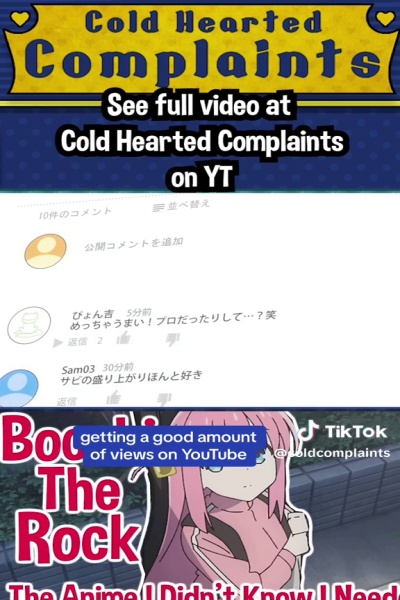 Cold Hearted
Complaints
See full video at
Cold Hearted Complaints
on YT
10件のコメント
並べ替え
公開コメントを追加
ぴょん吉 5分前
めっちゃうまい！プロだったりして…？笑
返信 2
Sam03 30分前
サビの盛り上がりほんと好き
返信
getting a good amount
of views on YouTube
TikTok
@coldcomplaints
The
Rock
The Anime I Didn't Know I Need